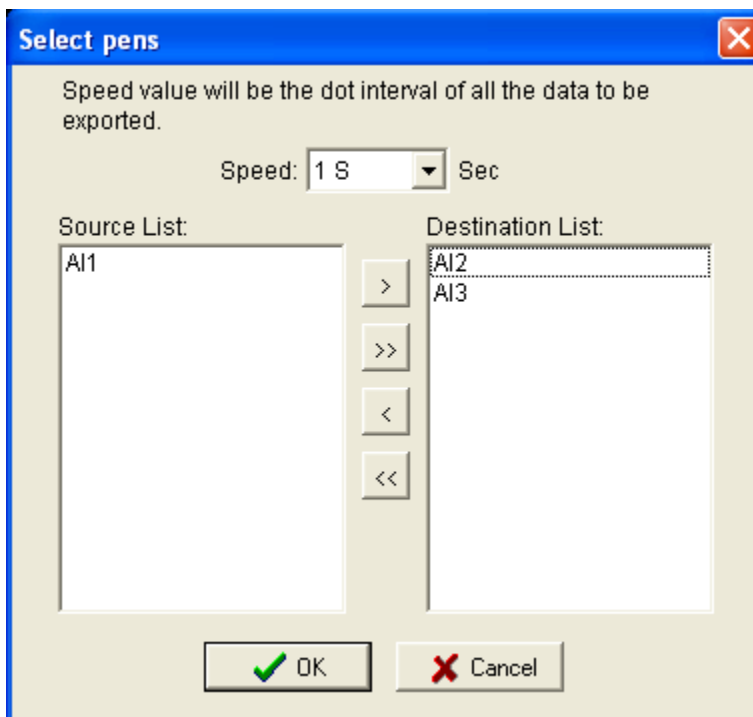 Select pens
Speed value will be the dot interval of all the data to be
exported.
Speed: 1 S Sec
Source List: Destination List:
AI1 AI2
AI3
>
>>
<
<<
OK Cancel